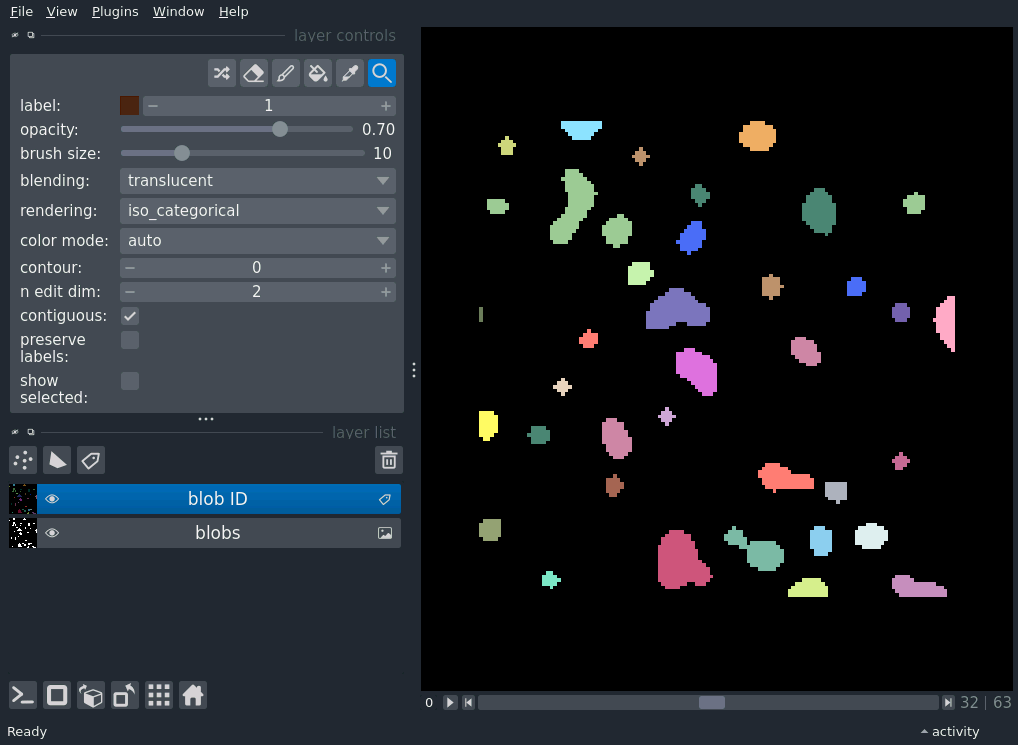 File View Plugins Window Help
layer controls
label: 1
opacity: 0.70
brush size: 10
blending: translucent
rendering: iso_categorical
color mode: auto
contour: 0
n edit dim: 2
contiguous:
preserve
labels:
show
selected:
layer list
blob ID
blobs
0 32 | 63
Ready activity